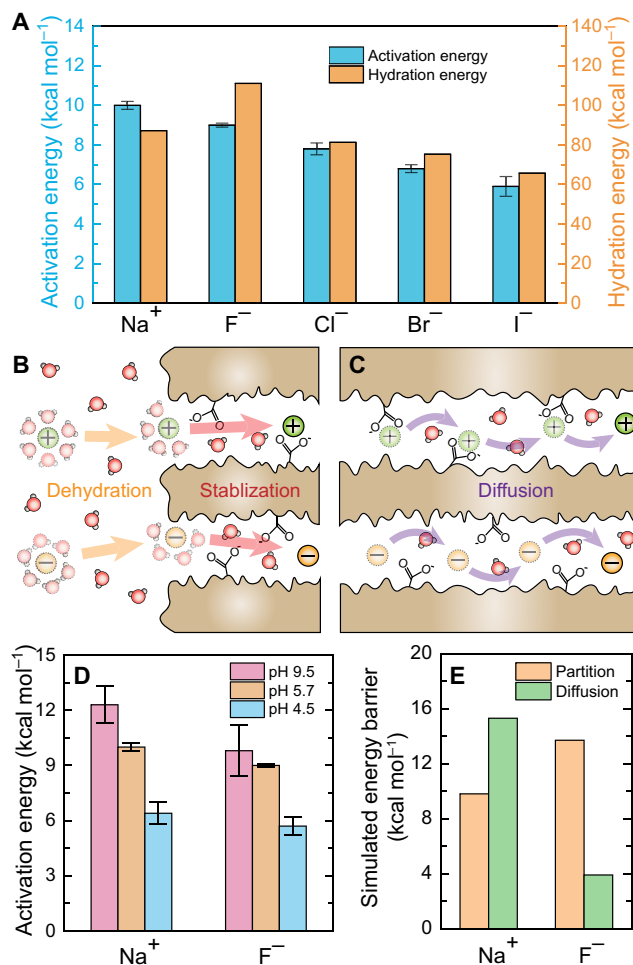 A
Activation energy (kcal mol⁻¹)
14
12
10
8
6
4
2
0
Activation energy
Hydration energy
140
120
100
80
60
40
20
0
Hydration energy (kcal mol⁻¹)
Na⁺ F⁻ Cl⁻ Br⁻ I⁻
B
Dehydration
Stablization
C
Diffusion
D
Activation energy (kcal mol⁻¹)
15
12
9
6
3
0
pH 9.5
pH 5.7
pH 4.5
Na⁺ F⁻
E
Simulated energy barrier
(kcal mol⁻¹)
20
16
12
8
4
0
Partition
Diffusion
Na⁺ F⁻